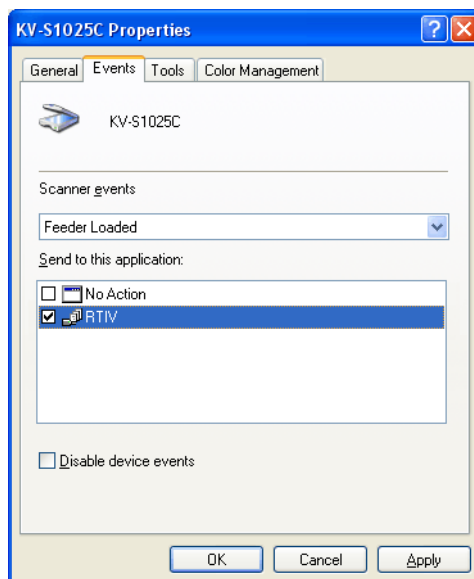 KV-S1025C Properties
General Events Tools Color Management
KV-S1025C
Scanner events
Feeder Loaded
Send to this application:
No Action
RTIV
Disable device events
OK Cancel Apply